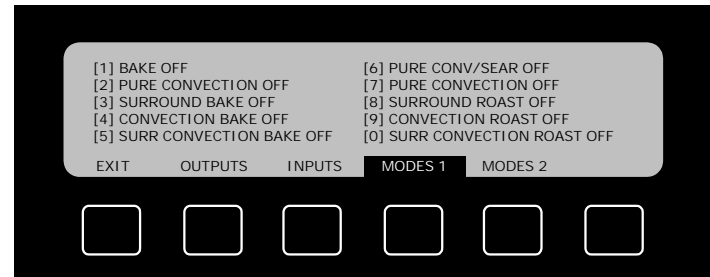 [1] BAKE OFF
[2] PURE CONVECTION OFF
[3] SURROUND BAKE OFF
[4] CONVECTION BAKE OFF
[5] SURR CONVECTION BAKE OFF
[6] PURE CONV/SEAR OFF
[7] PURE CONVECTION OFF
[8] SURROUND ROAST OFF
[9] CONVECTION ROAST OFF
[0] SURR CONVECTION ROAST OFF
EXIT OUTPUTS INPUTS MODES 1 MODES 2